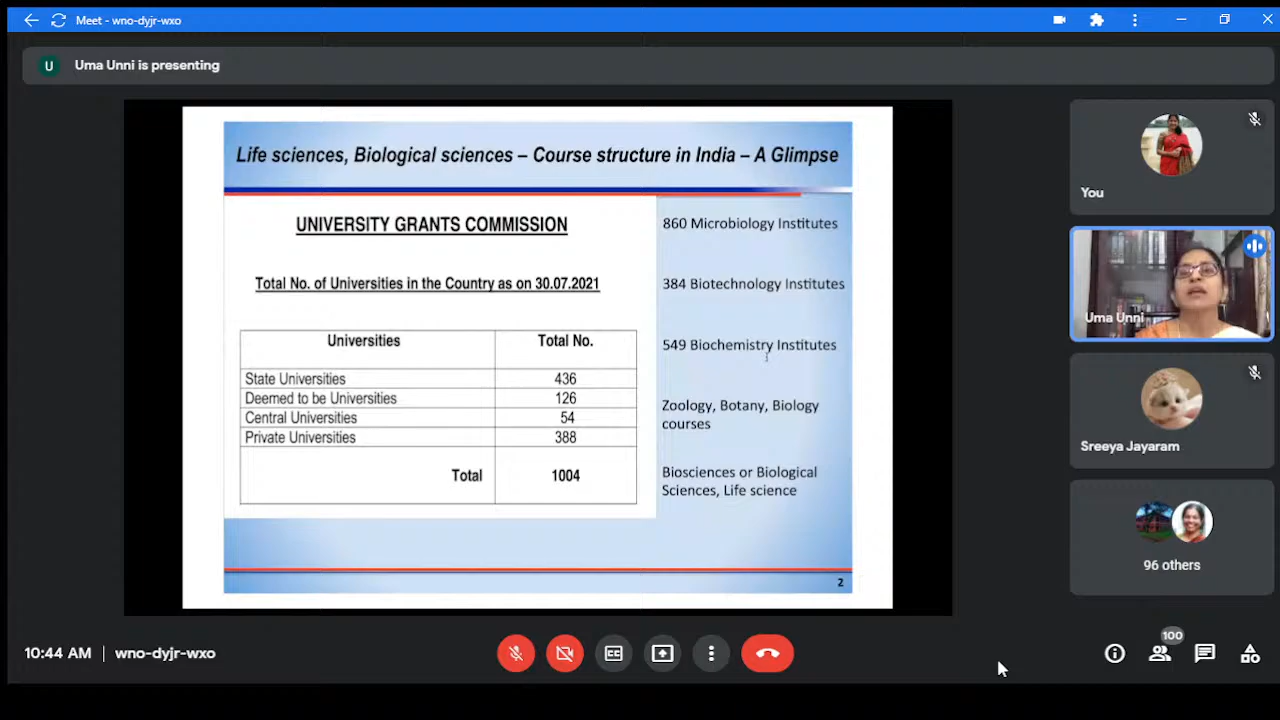 Meet - wno-dyjr-wxo
U
Uma Unni is presenting
Life sciences, Biological sciences – Course structure in India – A Glimpse
UNIVERSITY GRANTS COMMISSION
Total No. of Universities in the Country as on 30.07.2021
Universities Total No.
State Universities 436
Deemed to be Universities 126
Central Universities 54
Private Universities 388
Total 1004
860 Microbiology Institutes
384 Biotechnology Institutes
549 Biochemistry Institutes
Zoology, Botany, Biology
courses
Biosciences or Biological
Sciences, Life science
2
You
Uma Unni
Sreeya Jayaram
96 others
10:44 AM | wno-dyjr-wxo
100